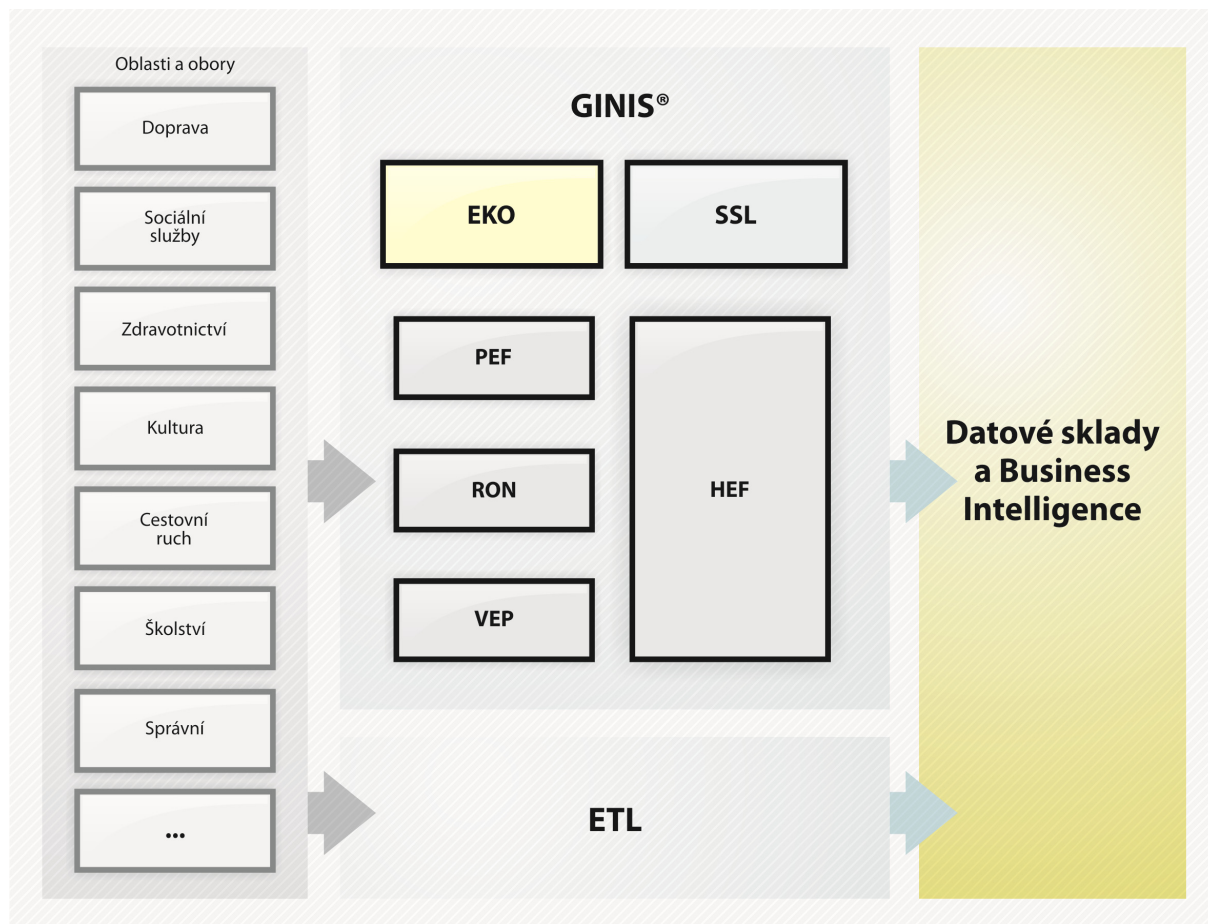 Oblasti a obory
Doprava
Sociální
služby
Zdravotnictví
Kultura
Cestovní
ruch
Školství
Správní
...
GINIS®
EKO
SSL
PEF
RON
VEP
HEF
ETL
Datové sklady
a Business
Intelligence